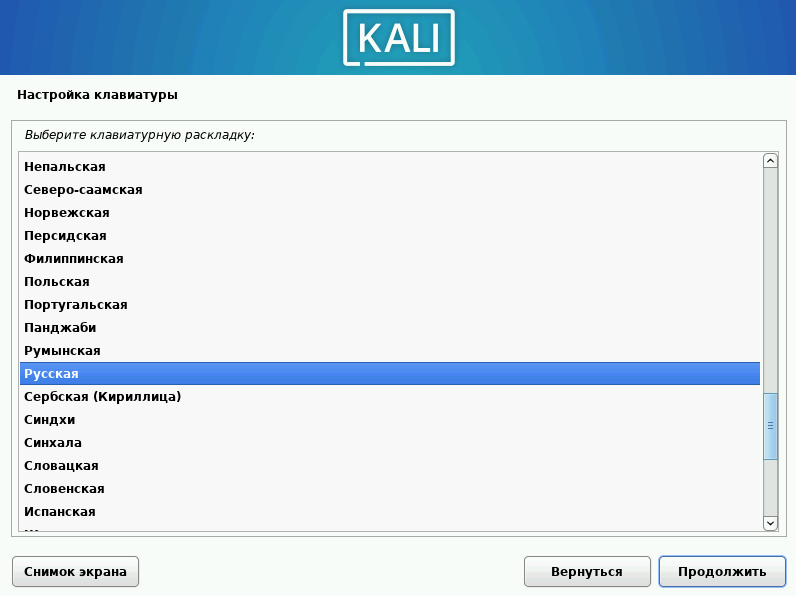 KALI
Настройка клавиатуры
Выберите клавиатурную раскладку:
Непальская
Северо-саамская
Норвежская
Персидская
Филиппинская
Польская
Португальская
Панджаби
Румынская
Русская
Сербская (Кириллица)
Синдхи
Синхала
Словацкая
Словенская
Испанская
Снимок экрана
Вернуться
Продолжить